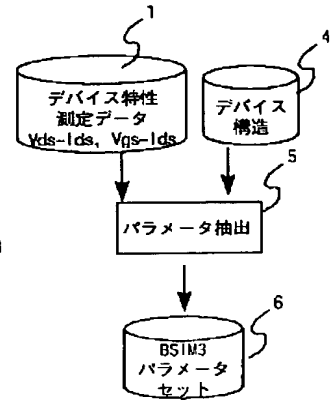 1
4
デバイス特性
測定データ
Vds-Ids, Vgs-Ids
デバイス
構造
5
パラメータ抽出
6
BSIM3
パラメータ
セット